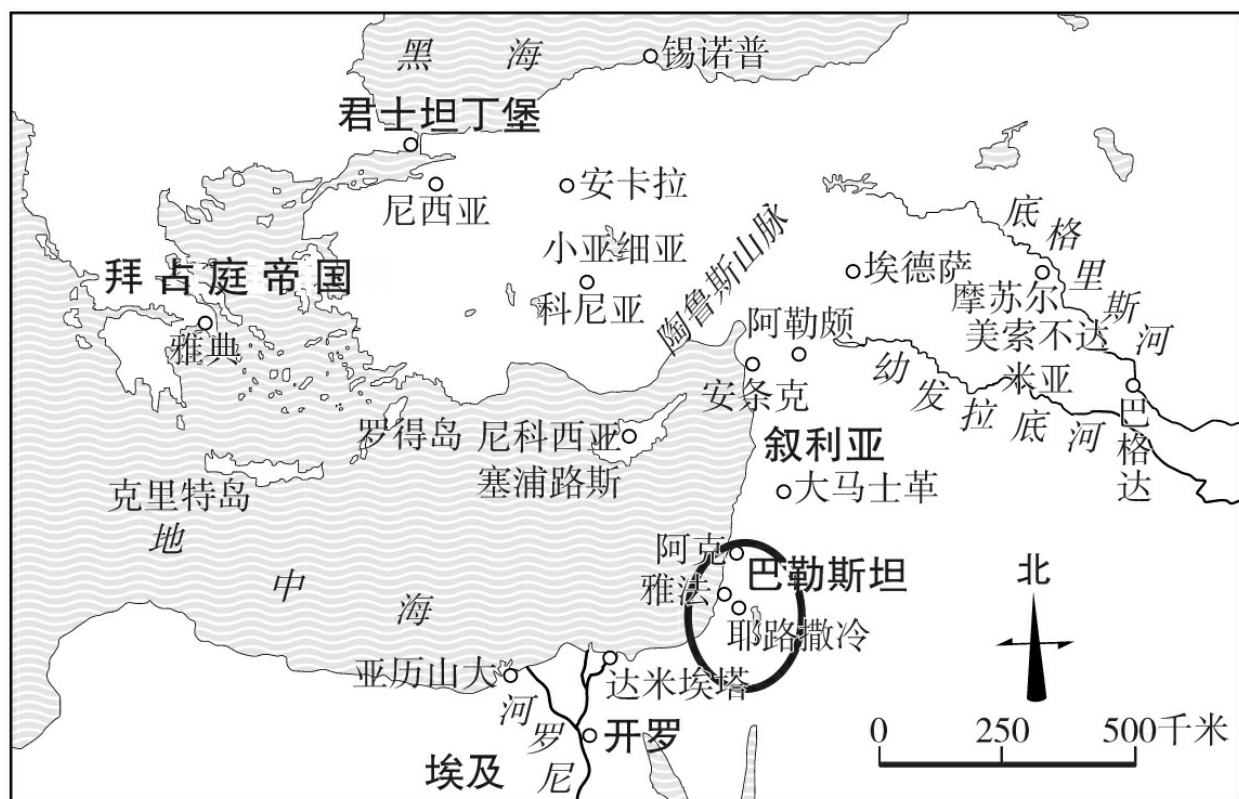 黑海
锡诺普
君士坦丁堡
尼西亚
安卡拉
小亚细亚
科尼亚
陶鲁斯山脉
底格里斯河
埃德萨
摩苏尔
美索不达
米亚
拜占庭帝国
雅典
阿勒颇
安条克
幼发拉底河
巴格达
罗得岛
尼科西亚
塞浦路斯
叙利亚
克里特岛
大马士革
地中海
阿克
巴勒斯坦
雅法
耶路撒冷
北
亚历山大
达米埃塔
河罗尼
开罗
埃及
0 250 500千米